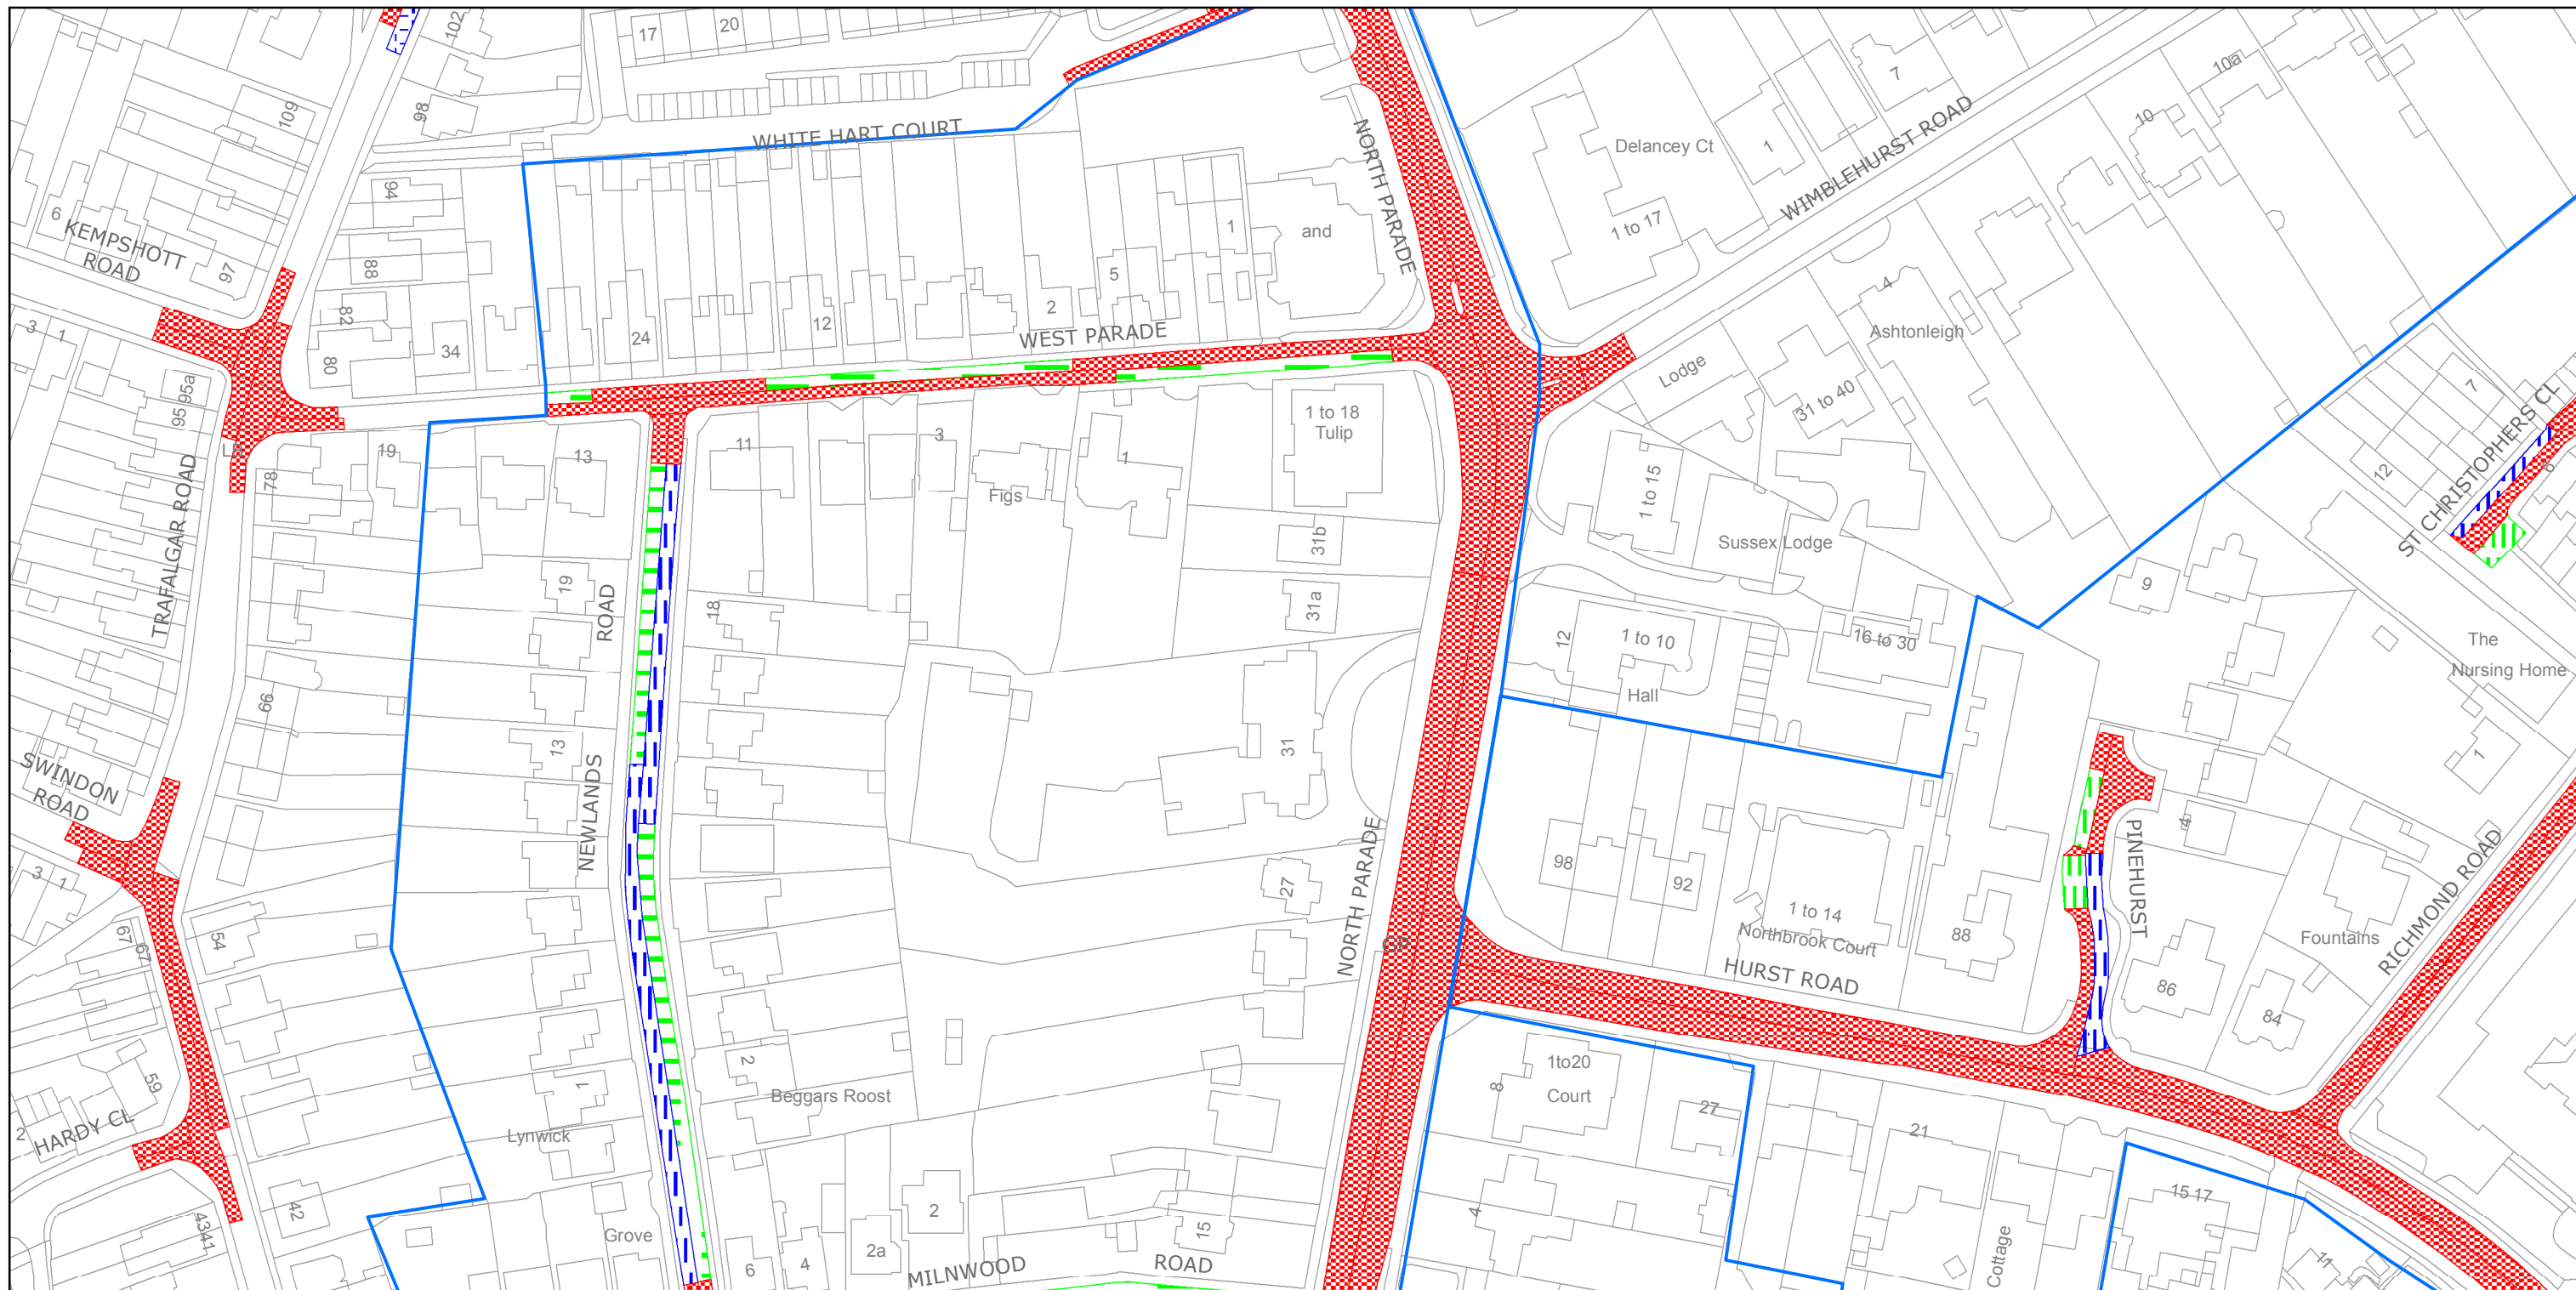 102
17
20
109
98
WHITE HART COURT
NORTH PARADE
Delancey Ct
1
7
10a
10
WIMBLEHURST ROAD
94
6
KEMPSHOTT
ROAD
97
88
82
80
34
24
12
2
5
1
and
1 to 17
WEST PARADE
4
Ashtonleigh
Lodge
31 to 40
3
1
95
95a
LB
78
19
13
11
3
Figs
1
1 to 18
Tulip
31b
31a
1 to 15
Sussex Lodge
7
12
6
ST CHRISTOPHERS CL
TRAFALGAR ROAD
19
ROAD
18
12
1 to 10
Hall
16 to 30
9
The
Nursing Home
1
66
13
NEWLANDS
31
SWINDON
ROAD
3
1
67
67
54
27
NORTH PARADE
GP
98
92
1 to 14
Northbrook Court
88
HURST ROAD
PINEHURST
4
86
84
Fountains
RICHMOND ROAD
59
2
HARDY CL
1
2
Beggars Roost
Lynwick
42
4341
Grove
6
4
2a
2
15
MILNWOOD
ROAD
8
1to20
Court
27
4
21
Cottage
15 17
11